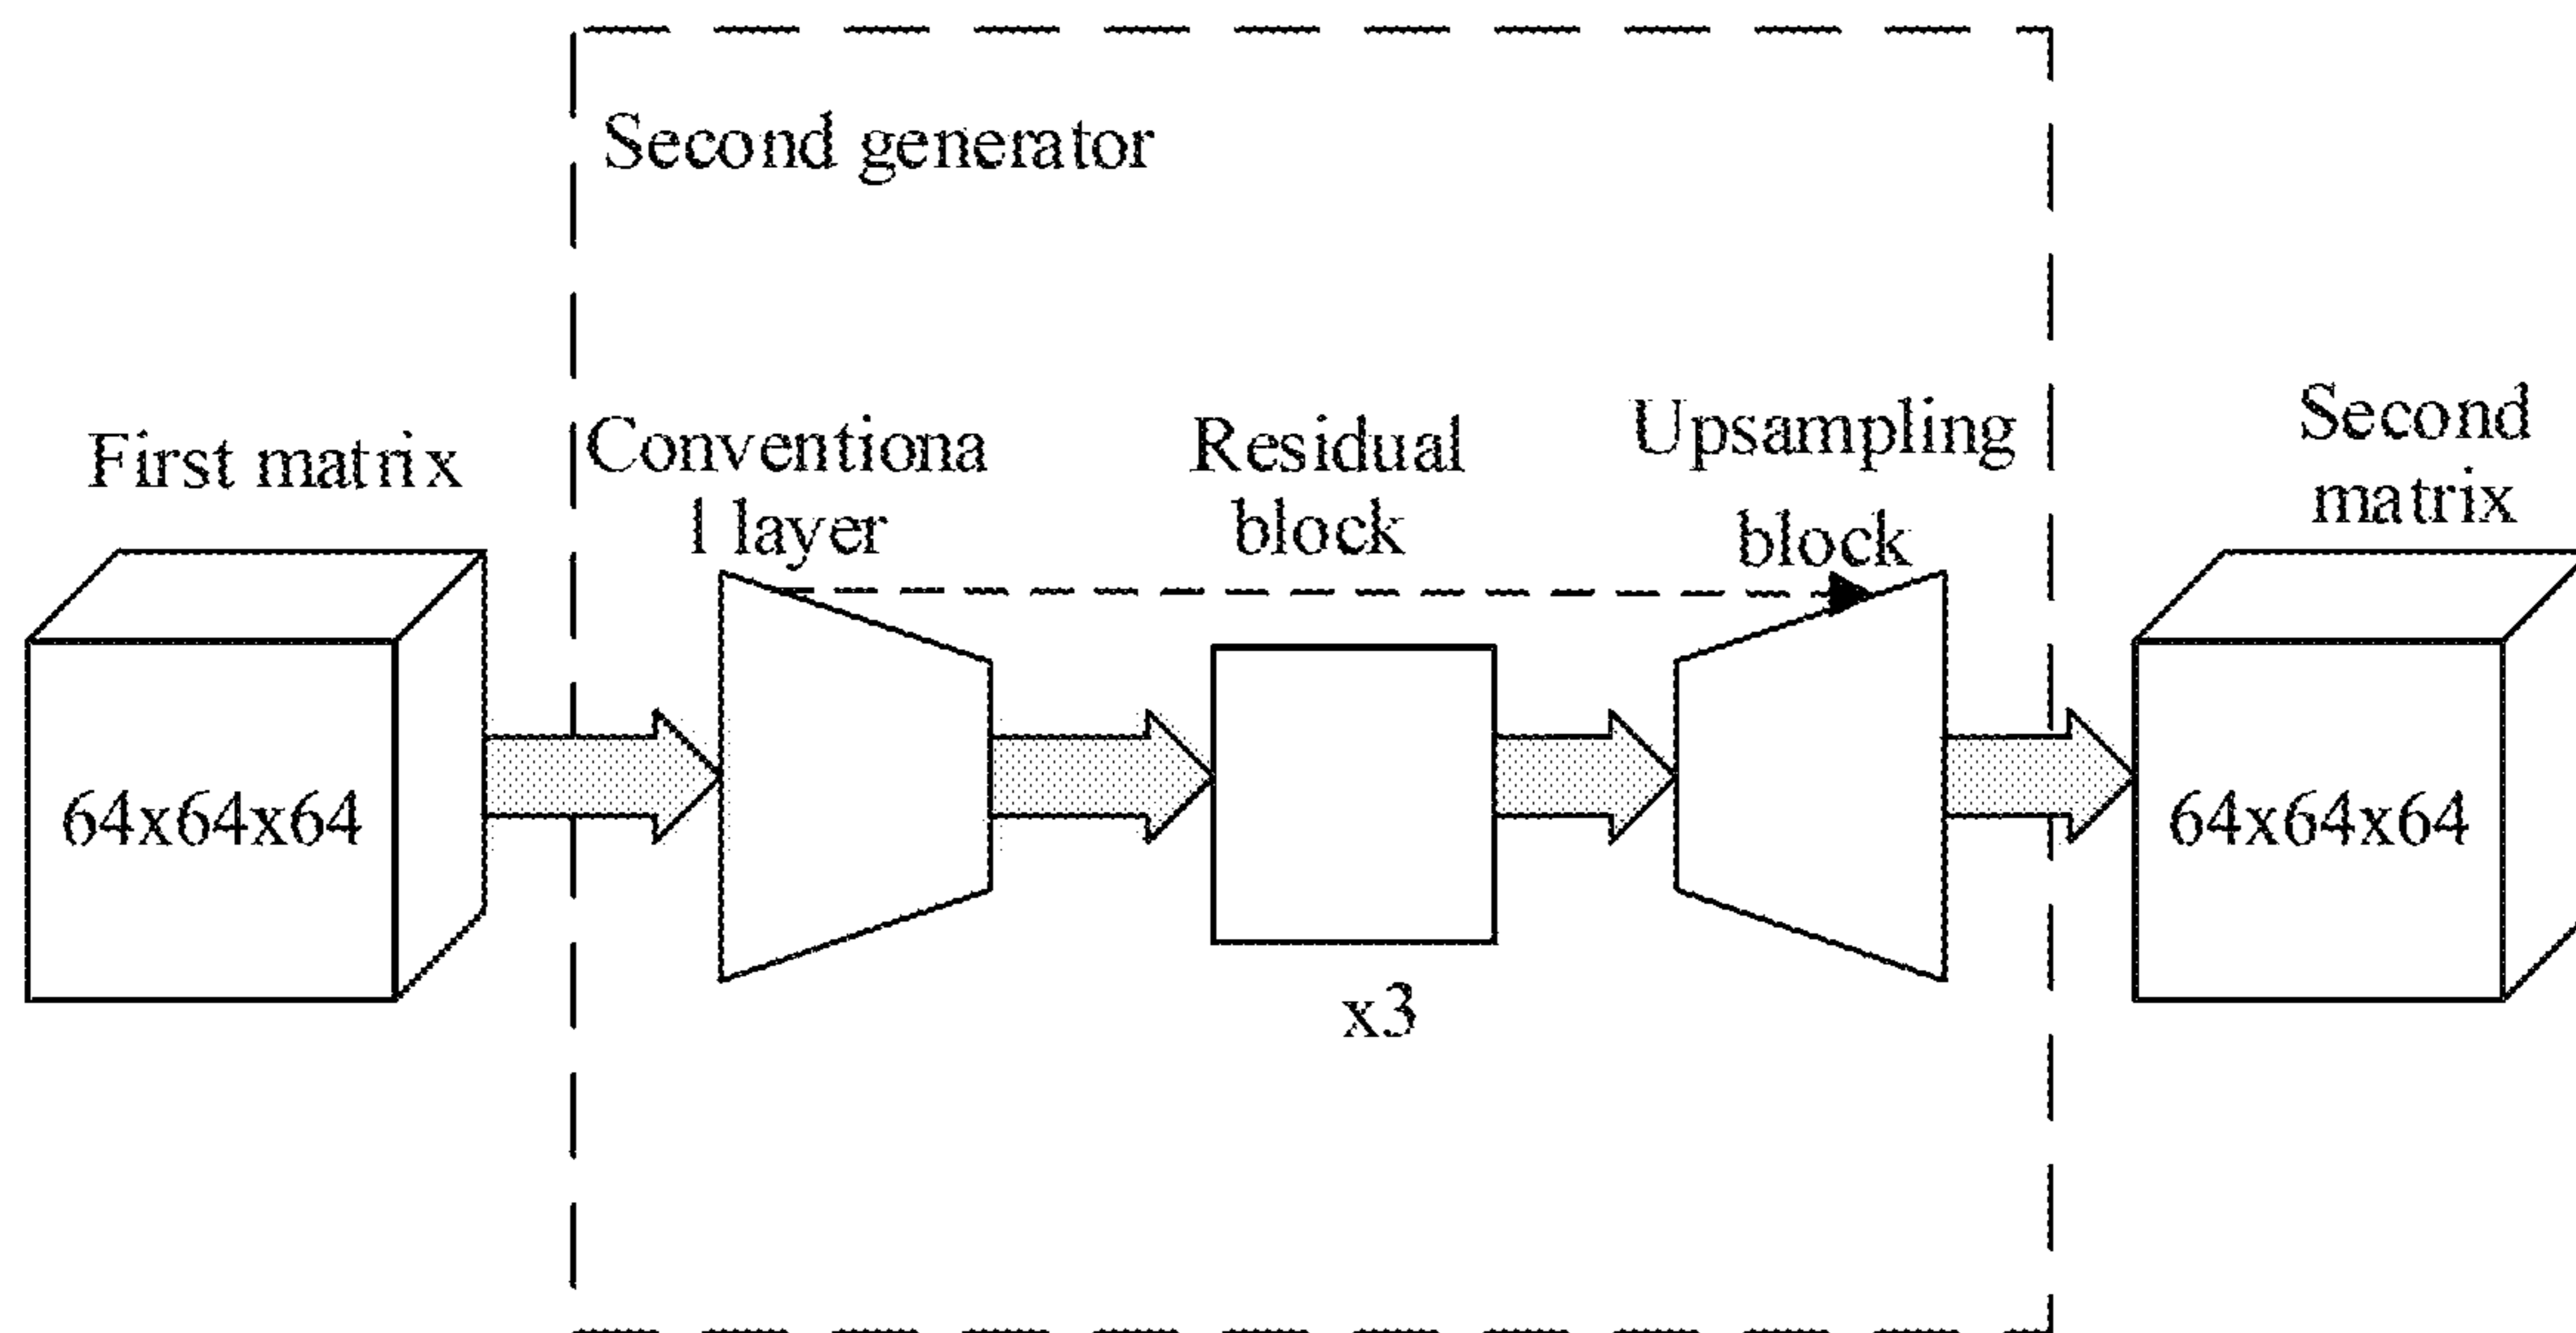 Second generator
First matrix
64x64x64
Conventiona
l layer
Residual
block
x3
Upsampling
block
Second
matrix
64x64x64